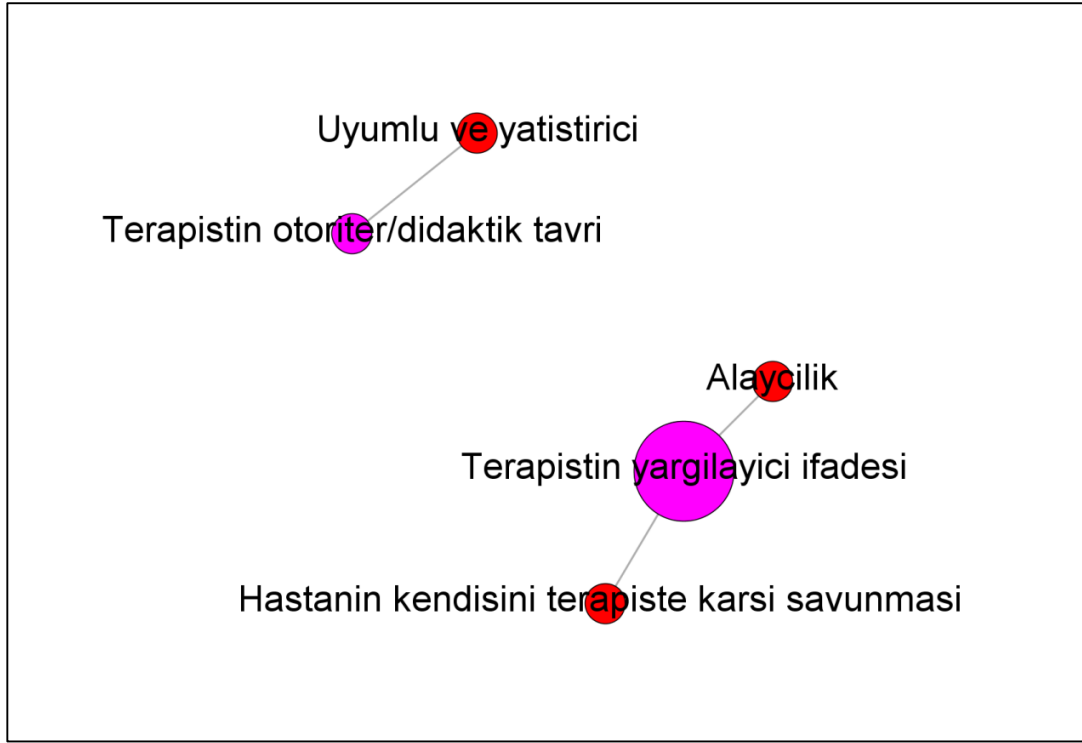 Uyumlu ve yatistirici
Terapistin otoriter/didaktik tavri
Alaycilik
Terapistin yargilayici ifadesi
Hastanin kendisini terapiste karsi savunmasi